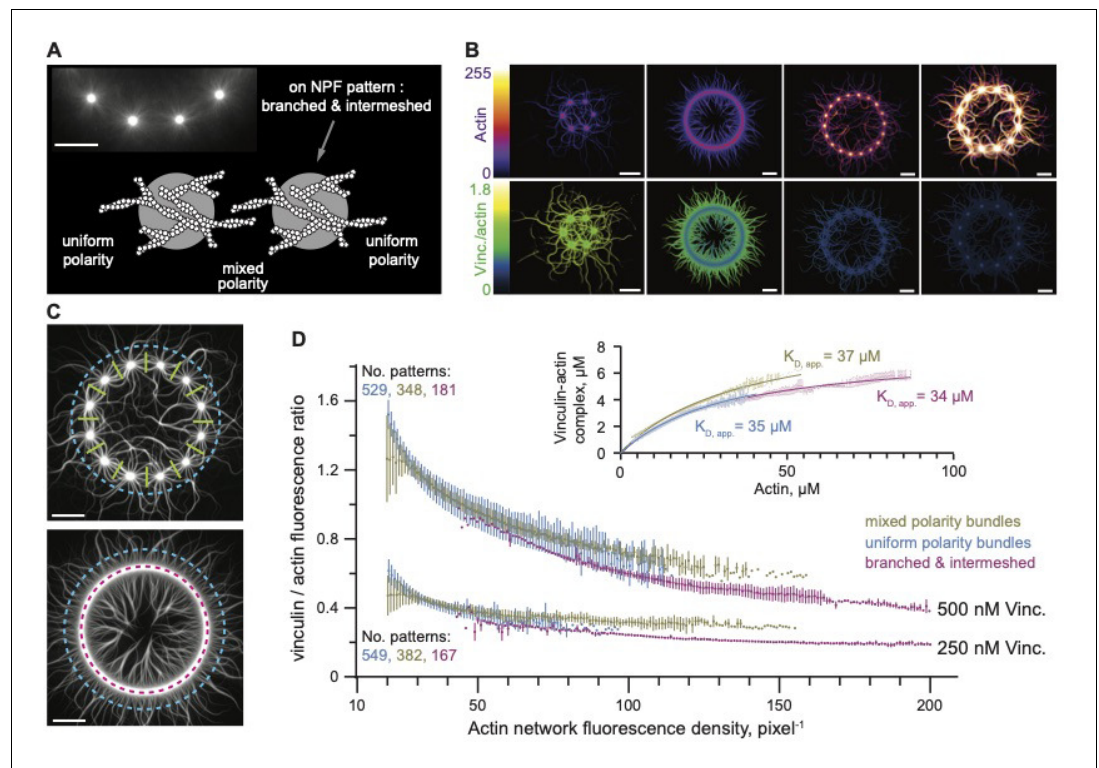 A
on NPF pattern :
branched & intermeshed
uniform
polarity
mixed
polarity
uniform
polarity
B
255
Actin
0
1.8
Vinc./actin
0
C
D
No. patterns:
529, 348, 181
vinculin / actin fluorescence ratio
1.6
1.2
0.8
0.4
0
No. patterns:
549, 382, 167
10
50
100
150
200
Actin network fluorescence density, pixel-1
Vinculin-actin
complex, µM
8
6
4
2
0
0
50
100
Actin, µM
KD, app.= 37 µM
KD, app.= 34 µM
KD, app.= 35 µM
mixed polarity bundles
uniform polarity bundles
branched & intermeshed
500 nM Vinc.
250 nM Vinc.